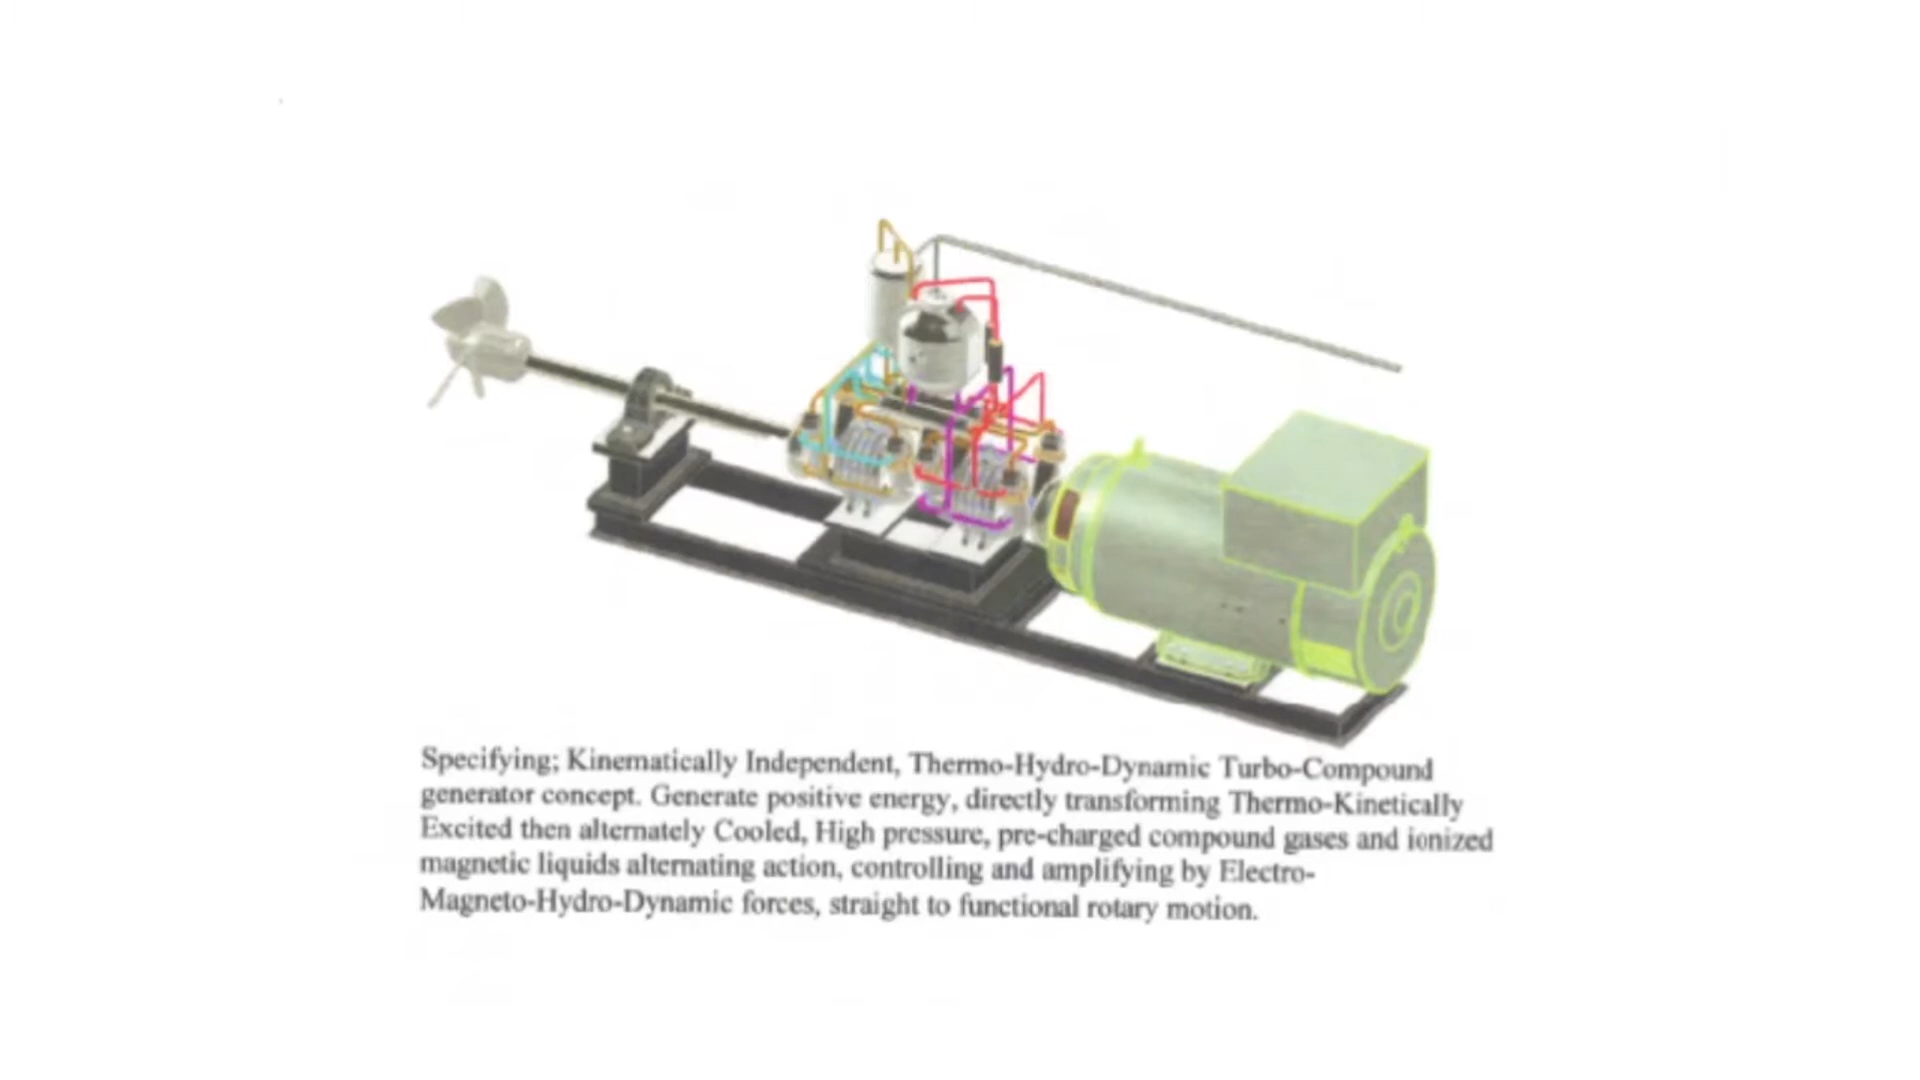 Specifying; Kinematically Independent, Thermo-Hydro-Dynamic Turbo-Compound
generator concept. Generate positive energy, directly transforming Thermo-Kinetically
Excited then alternately Cooled, High pressure, pre-charged compound gases and ionized
magnetic liquids alternating action, controlling and amplifying by Electro-
Magneto-Hydro-Dynamic forces, straight to functional rotary motion.